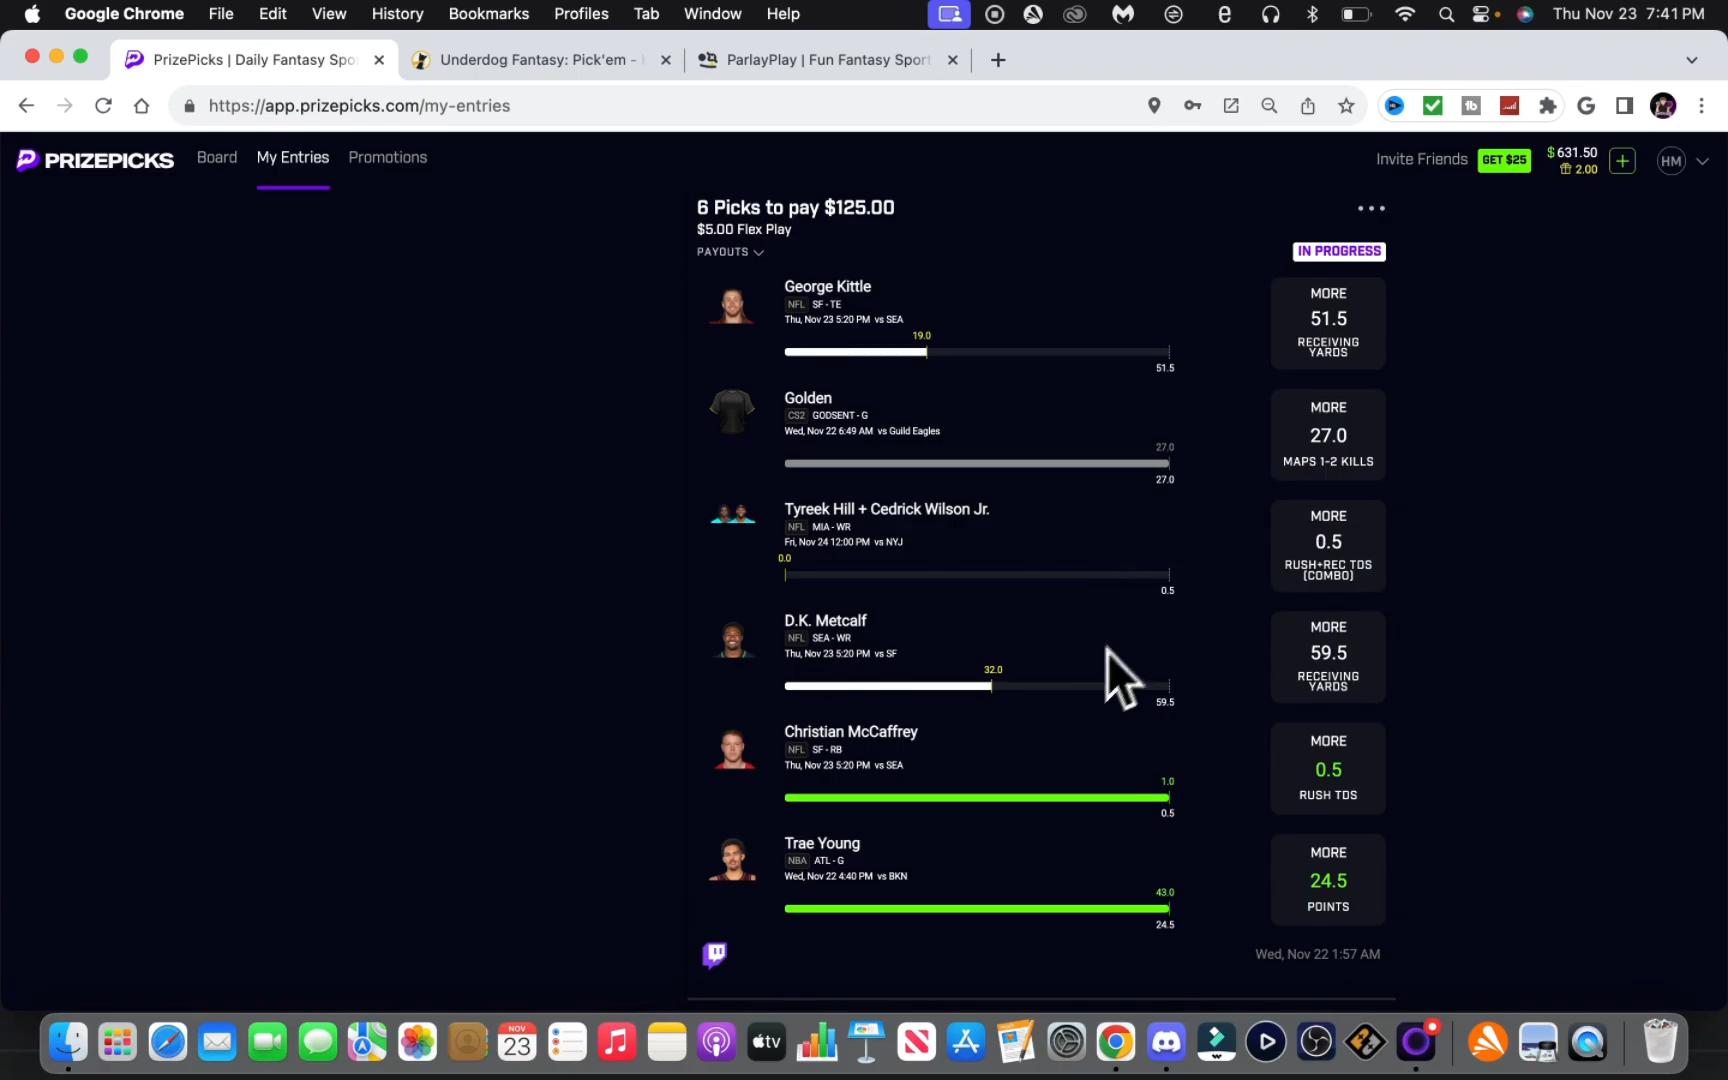 Google Chrome File Edit View History Bookmarks Profiles Tab Window Help Thu Nov 23 7:41 PM
PrizePicks | Daily Fantasy Spo Underdog Fantasy: Pick'em - ParlayPlay | Fun Fantasy Sport
https://app.prizepicks.com/my-entries
PRIZEPICKS Board My Entries Promotions Invite Friends GET $25 $631.50 2.00 HM
6 Picks to pay $125.00
$5.00 Flex Play
PAYOUTS
IN PROGRESS
George Kittle
NFL SF - TE
Thu, Nov 23 5:20 PM vs SEA
19.0
51.5
MORE
51.5
RECEIVING
YARDS
Golden
CS2 GODSENT - G
Wed, Nov 22 6:49 AM vs Guild Eagles
27.0
27.0
MORE
27.0
MAPS 1-2 KILLS
Tyreek Hill + Cedrick Wilson Jr.
NFL MIA - WR
Fri, Nov 24 12:00 PM vs NYJ
0.0
0.5
MORE
0.5
RUSH+REC TDS
(COMBO)
D.K. Metcalf
NFL SEA - WR
Thu, Nov 23 5:20 PM vs SF
32.0
59.5
MORE
59.5
RECEIVING
YARDS
Christian McCaffrey
NFL SF - RB
Thu, Nov 23 5:20 PM vs SEA
1.0
0.5
MORE
0.5
RUSH TDS
Trae Young
NBA ATL - G
Wed, Nov 22 4:40 PM vs BKN
43.0
24.5
MORE
24.5
POINTS
Wed, Nov 22 1:57 AM
NOV
23
tv